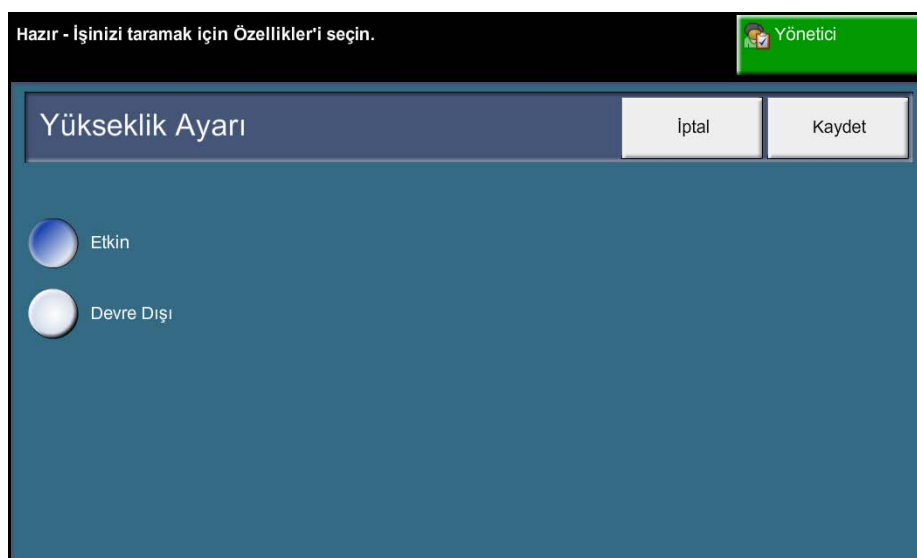 Hazır - İşinizi taramak için Özellikler'i seçin.
Yönetici
Yükseklik Ayarı
İptal
Kaydet
Etkin
Devre Dışı